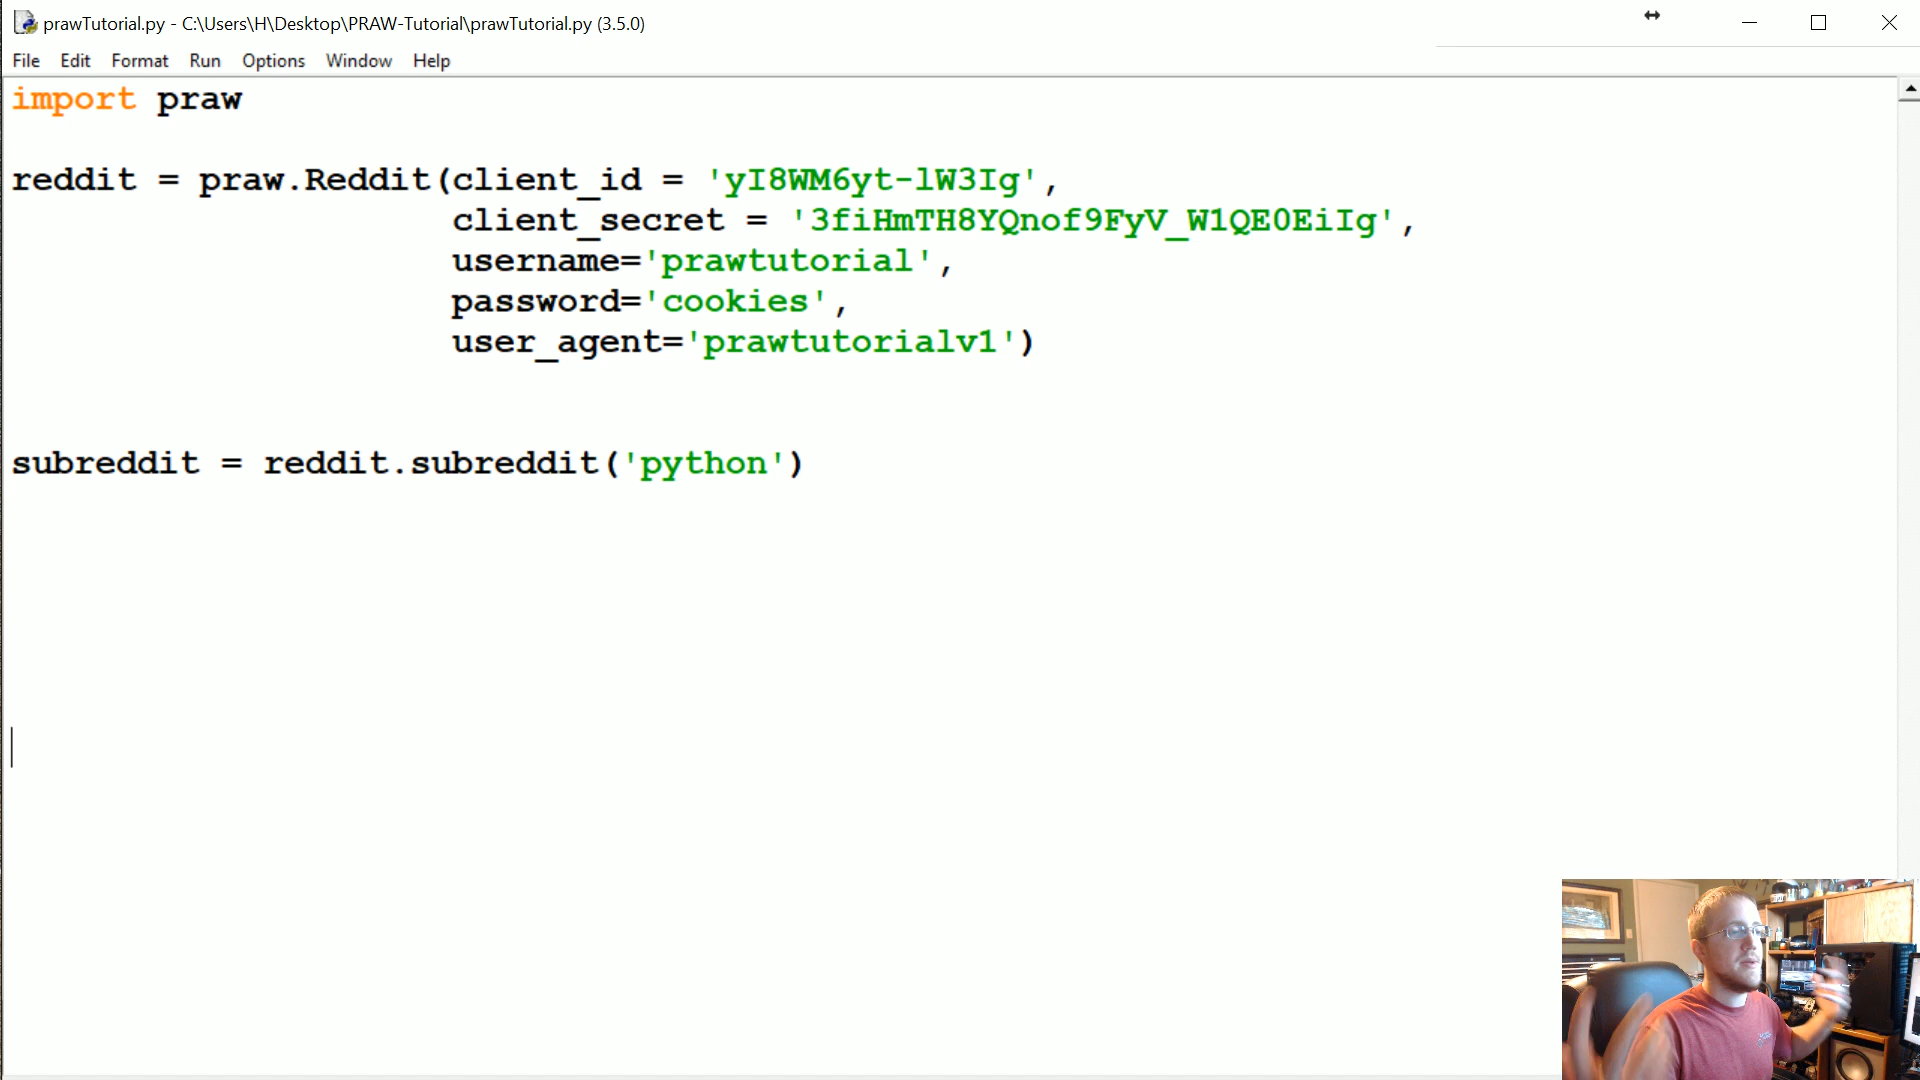 prawTutorial.py - C:\Users\H\Desktop\PRAW-Tutorial\prawTutorial.py (3.5.0)
File Edit Format Run Options Window Help
import praw
reddit = praw.Reddit(client_id = 'yI8WM6yt-lW3Ig',
client_secret = '3fiHmTH8YQnof9FyV_W1QE0EiIg',
username='prawtutorial',
password='cookies',
user_agent='prawtutorialv1')
subreddit = reddit.subreddit('python')